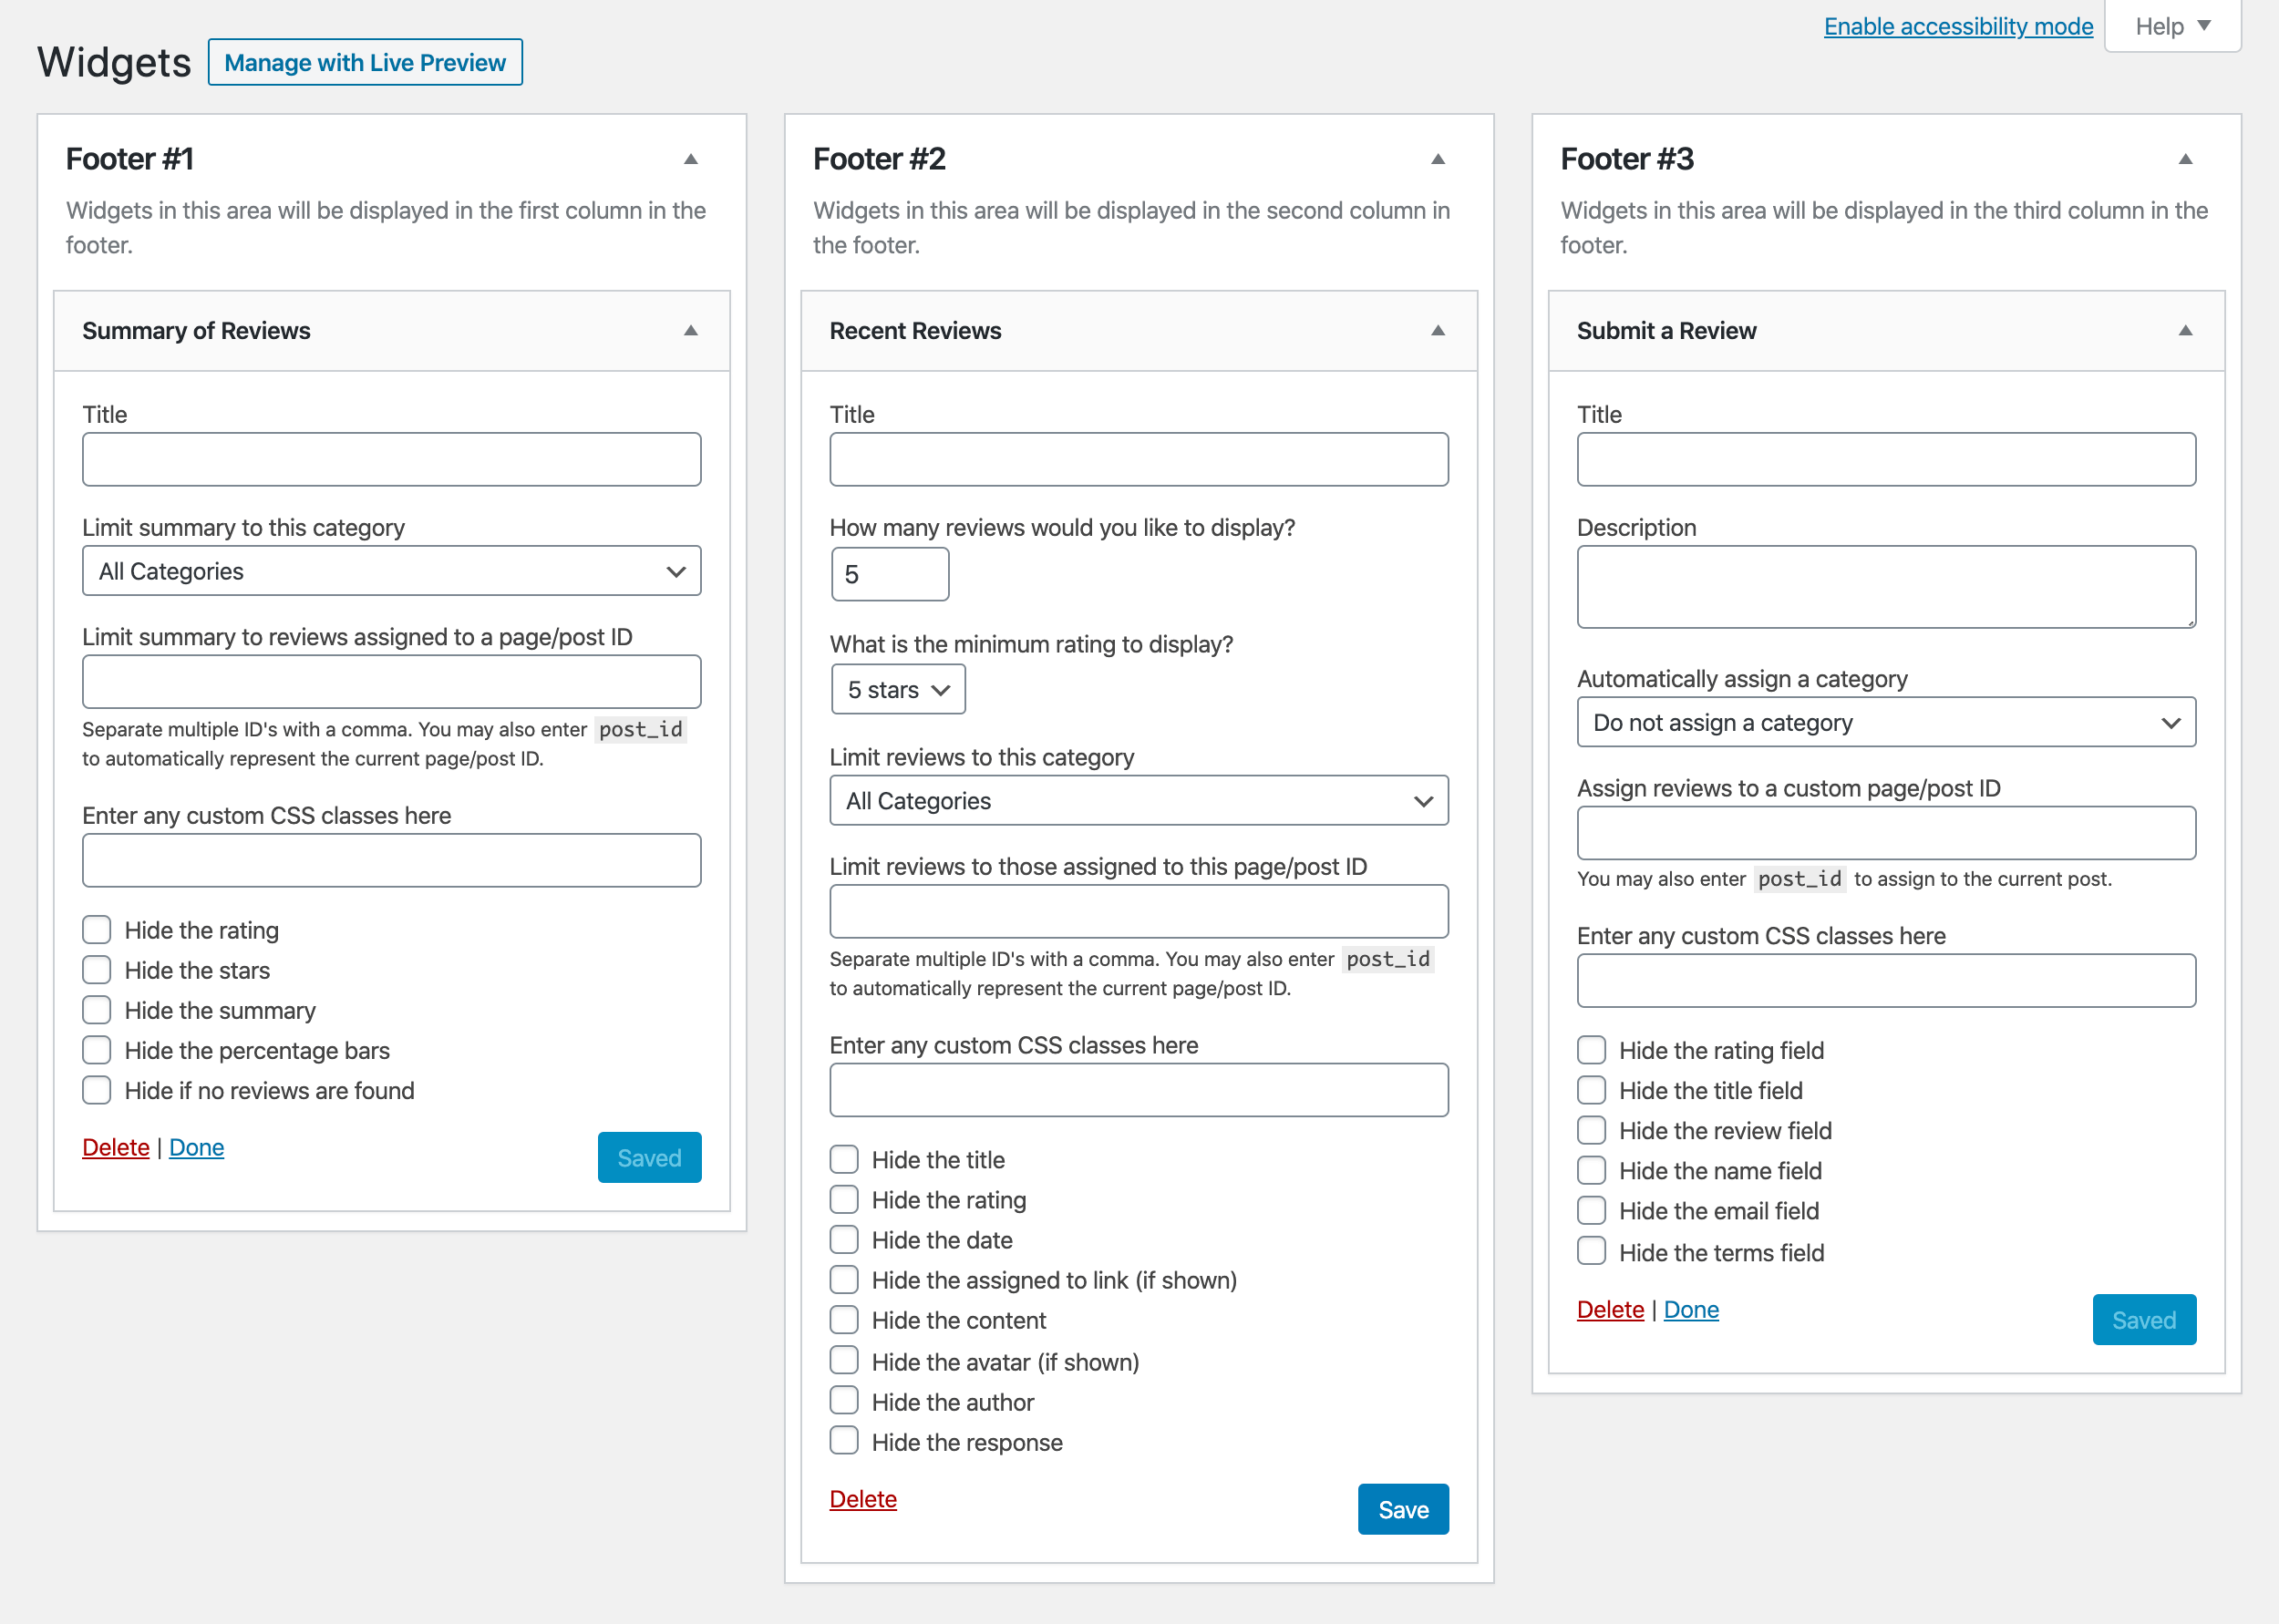 Enable accessibility mode
Help
Widgets
Manage with Live Preview
Footer #1
Widgets in this area will be displayed in the first column in the
footer.
Summary of Reviews
Title
Limit summary to this category
All Categories
Limit summary to reviews assigned to a page/post ID
Separate multiple ID's with a comma. You may also enter post_id
to automatically represent the current page/post ID.
Enter any custom CSS classes here
Hide the rating
Hide the stars
Hide the summary
Hide the percentage bars
Hide if no reviews are found
Delete | Done
Saved
Footer #2
Widgets in this area will be displayed in the second column in
the footer.
Recent Reviews
Title
How many reviews would you like to display?
5
What is the minimum rating to display?
5 stars
Limit reviews to this category
All Categories
Limit reviews to those assigned to this page/post ID
Separate multiple ID's with a comma. You may also enter post_id
to automatically represent the current page/post ID.
Enter any custom CSS classes here
Hide the title
Hide the rating
Hide the date
Hide the assigned to link (if shown)
Hide the content
Hide the avatar (if shown)
Hide the author
Hide the response
Delete
Save
Footer #3
Widgets in this area will be displayed in the third column in the
footer.
Submit a Review
Title
Description
Automatically assign a category
Do not assign a category
Assign reviews to a custom page/post ID
You may also enter post_id to assign to the current post.
Enter any custom CSS classes here
Hide the rating field
Hide the title field
Hide the review field
Hide the name field
Hide the email field
Hide the terms field
Delete | Done
Saved